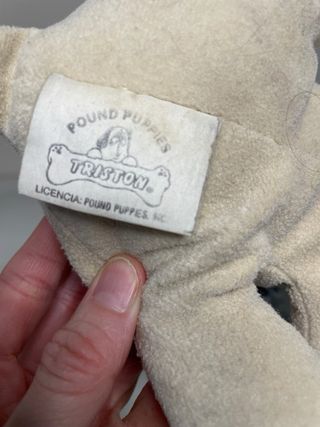 POUND PUPPIES
TRISTON ®
LICENCIA: POUND PUPPIES, INC